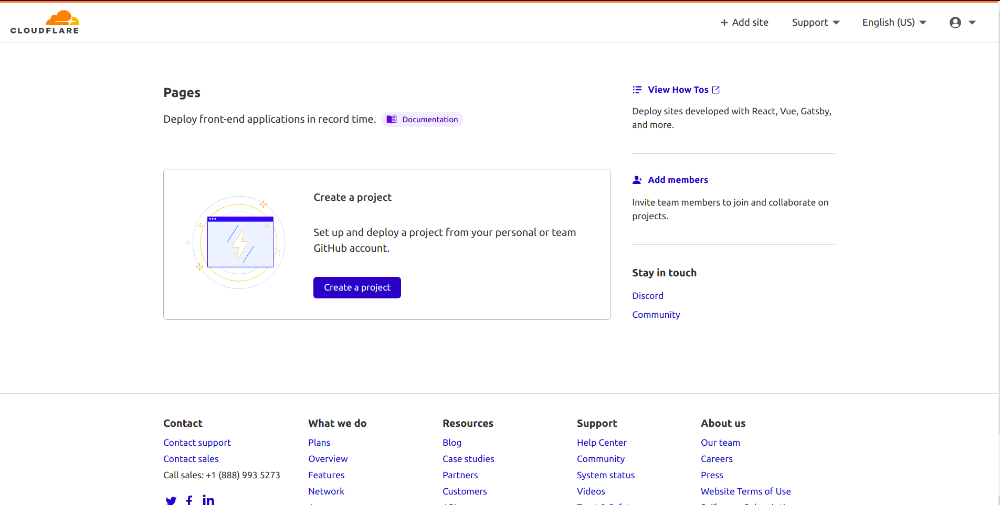 CLOUDFLARE
+ Add site
Support
English (US)
Pages
Deploy front-end applications in record time.
Documentation
View How Tos
Deploy sites developed with React, Vue, Gatsby,
and more.
Create a project
Set up and deploy a project from your personal or team
GitHub account.
Create a project
Add members
Invite team members to join and collaborate on
projects.
Stay in touch
Discord
Community
Contact
Contact support
Contact sales
Call sales: +1 (888) 993 5273
What we do
Plans
Overview
Features
Network
Resources
Blog
Case studies
Partners
Customers
Support
Help Center
Community
System status
Videos
About us
Our team
Careers
Press
Website Terms of Use